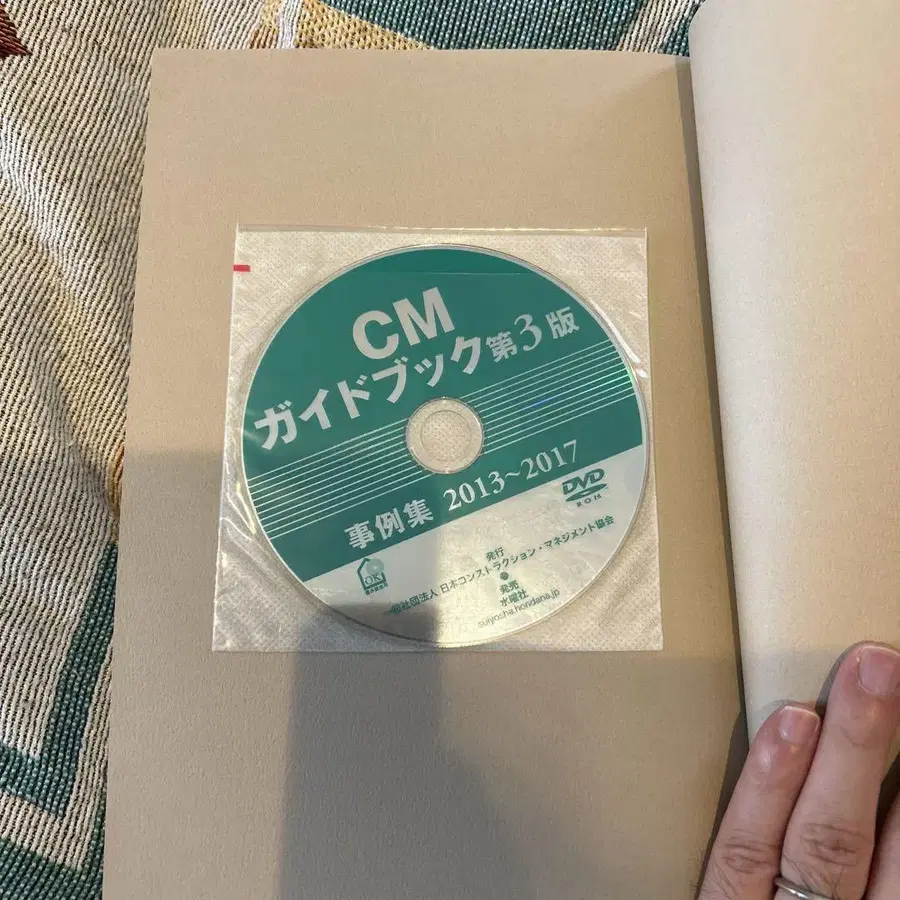 CM
ガイドブック第3版
事例集 2013~2017
DVD
ROM
発行
社団法人 日本コンストラクション・マネジメント協会
発売
水曜社
suiyosha.hondana.jp
OK